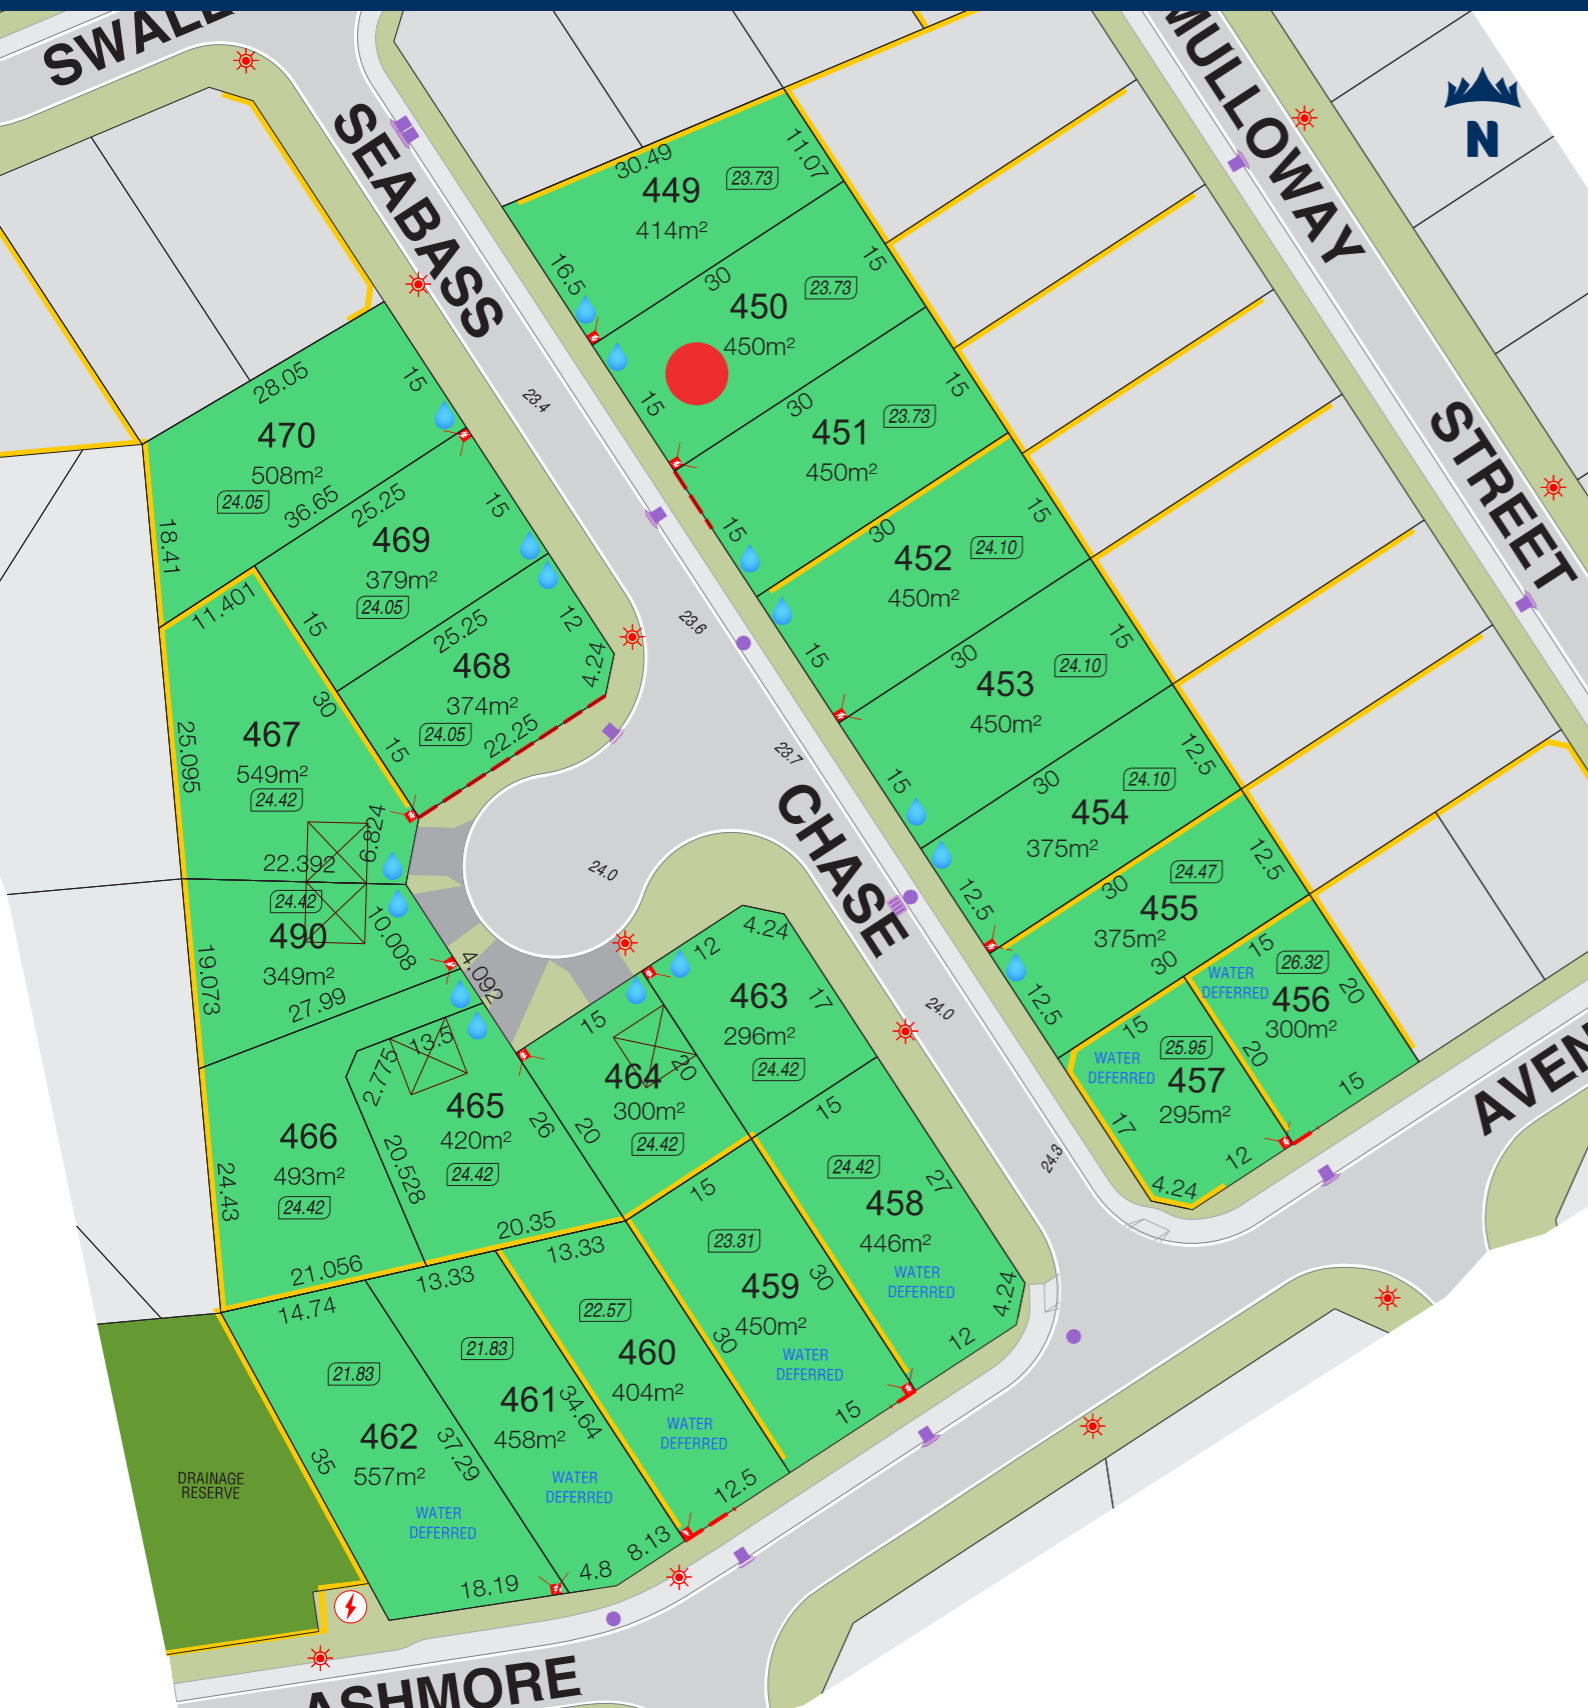 SWALL
SEABASS
CHASE
MULLOWAY
STREET
N
AVEN
ASHMORE
30.49
11.07
449
23.73
414m²
16.5
30
15
450
23.73
450m²
15
30
15
451
23.73
450m²
15
30
15
452
24.10
450m²
15
30
15
453
24.10
450m²
15
30
12.5
454
24.10
375m²
12.5
30
12.5
455
24.47
375m²
12.5
30
15
WATER
DEFERRED
26.32
456
300m²
20
20
15
15
WATER
DEFERRED
25.95
457
295m²
17
12
4.24
28.05
15
470
508m²
24.05
36.65
18.41
25.25
15
469
379m²
24.05
11.401
15
25.25
12
468
374m²
24.05
4.24
22.25
15
30
467
549m²
24.42
25.095
6.824
22.392
24.42
490
349m²
10.008
19.073
27.99
4.092
13.5
2.775
465
420m²
24.42
26
20.528
20.35
466
493m²
24.42
24.43
21.056
15
464
300m²
24.42
20
20
12
4.24
463
296m²
24.42
17
15
24.42
458
446m²
27
WATER
DEFERRED
4.24
12
15
23.31
459
450m²
30
30
WATER
DEFERRED
15
13.33
22.57
460
404m²
34.64
WATER
DEFERRED
12.5
13.33
21.83
461
458m²
37.29
WATER
DEFERRED
8.13
4.8
14.74
21.83
462
557m²
35
WATER
DEFERRED
18.19
DRAINAGE
RESERVE
23.4
23.6
23.7
24.0
24.0
24.3